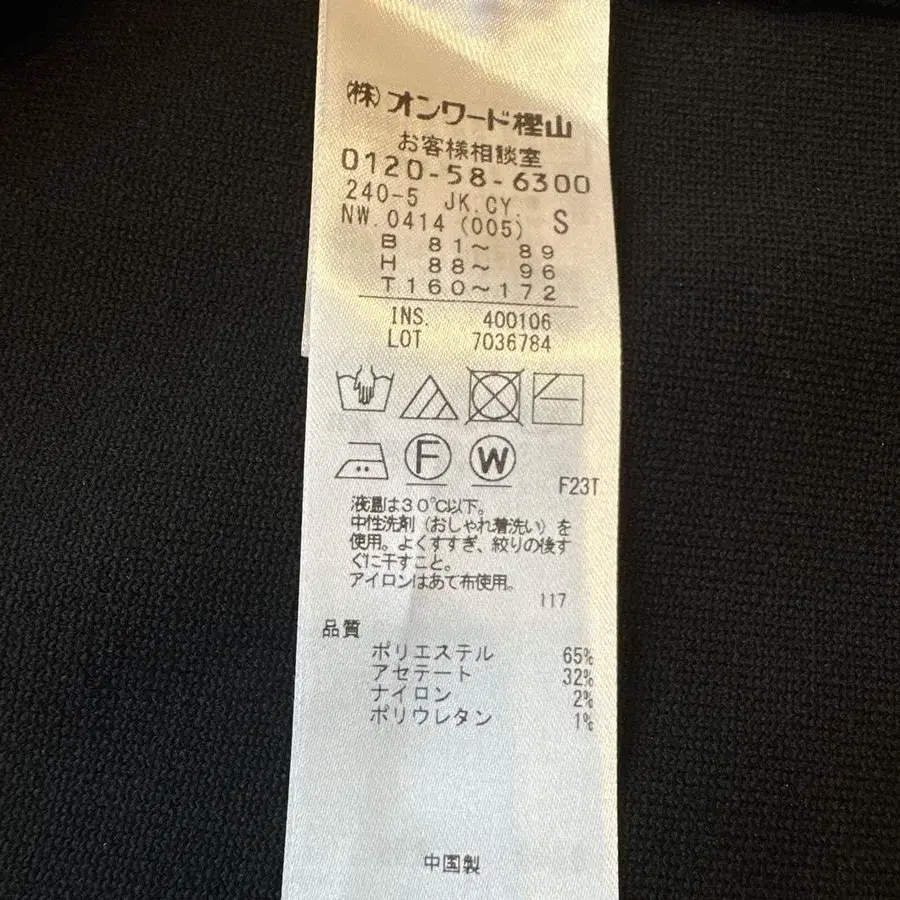 ㈱オンワード樫山
お客様相談室
0120-58-6300
240-5 JK.CY.
NW.0414 (005) S
B 81〜 89
H 88〜 96
T 160〜172
INS. 400106
LOT 7036784
F W
F23T
液温は30℃以下。
中性洗剤（おしゃれ着洗い）を
使用。よくすすぎ、絞りの後す
ぐに干すこと。
アイロンはあて布使用。
117
品質
ポリエステル 65%
アセテート 32%
ナイロン 2%
ポリウレタン 1%
中国製